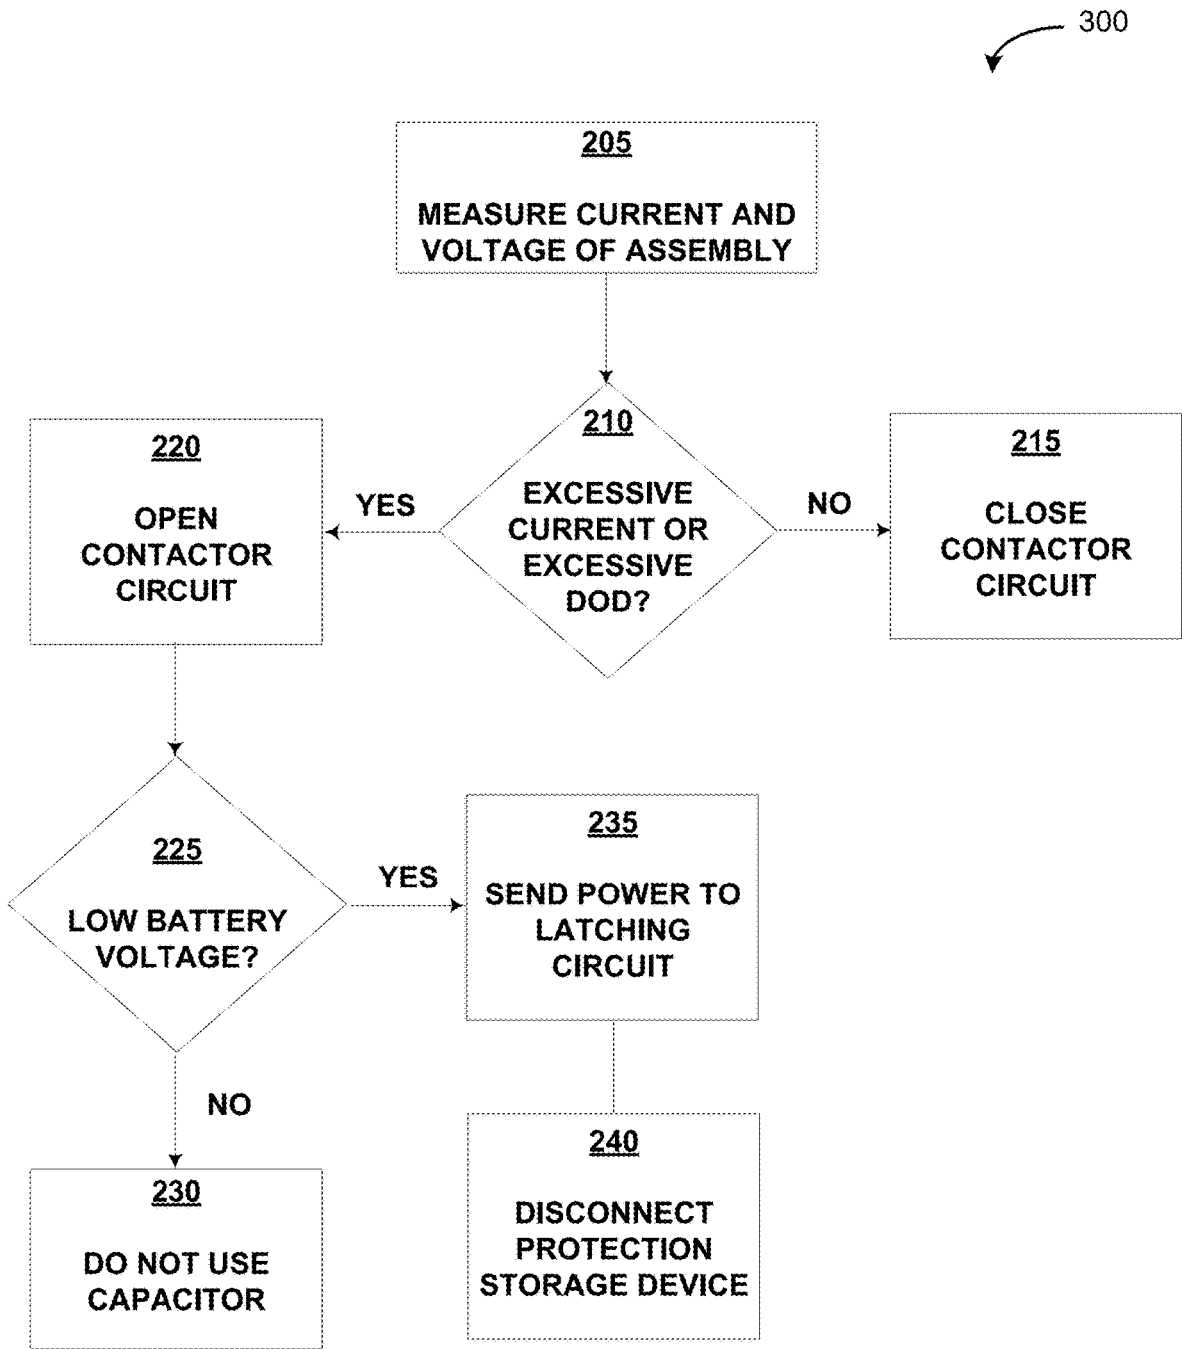 300
205
MEASURE CURRENT AND
VOLTAGE OF ASSEMBLY
210
EXCESSIVE
CURRENT OR
EXCESSIVE
DOD?
YES
NO
220
OPEN
CONTACTOR
CIRCUIT
215
CLOSE
CONTACTOR
CIRCUIT
225
LOW BATTERY
VOLTAGE?
YES
NO
235
SEND POWER TO
LATCHING
CIRCUIT
230
DO NOT USE
CAPACITOR
240
DISCONNECT
PROTECTION
STORAGE DEVICE